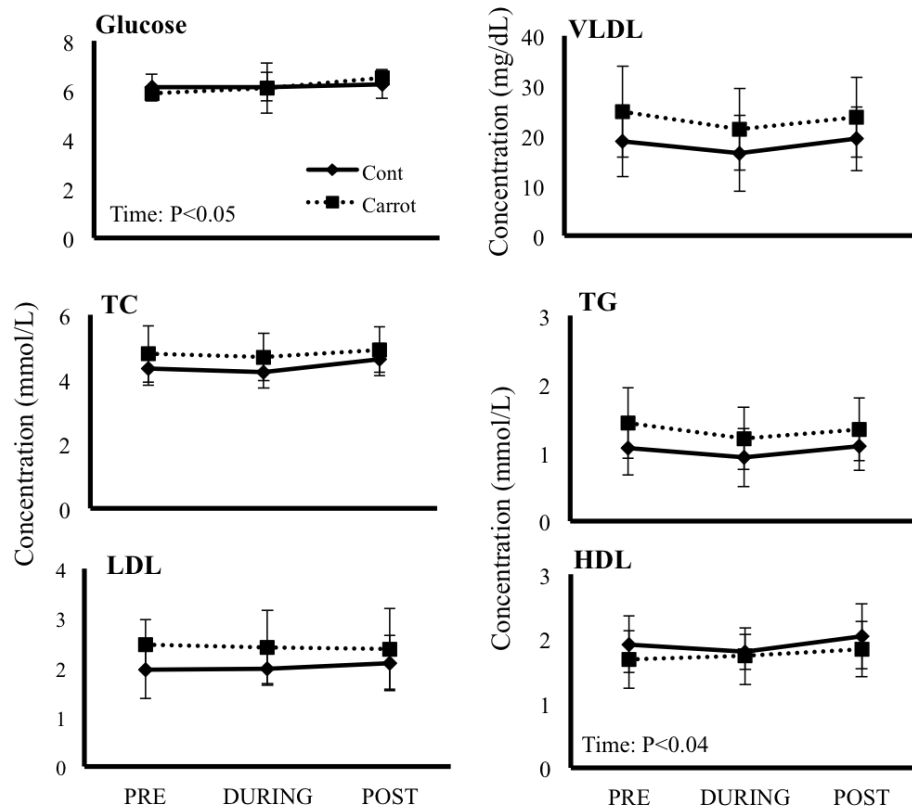 Glucose
8
6
4
2
0
Cont
Carrot
Time: P<0.05
VLDL
Concentration (mg/dL)
40
30
20
10
0
Concentration (mmol/L)
TC
6
4
2
0
TG
Concentration (mmol/L)
3
2
1
0
LDL
4
3
2
1
0
PRE DURING POST
HDL
3
2
1
0
Time: P<0.04
PRE DURING POST